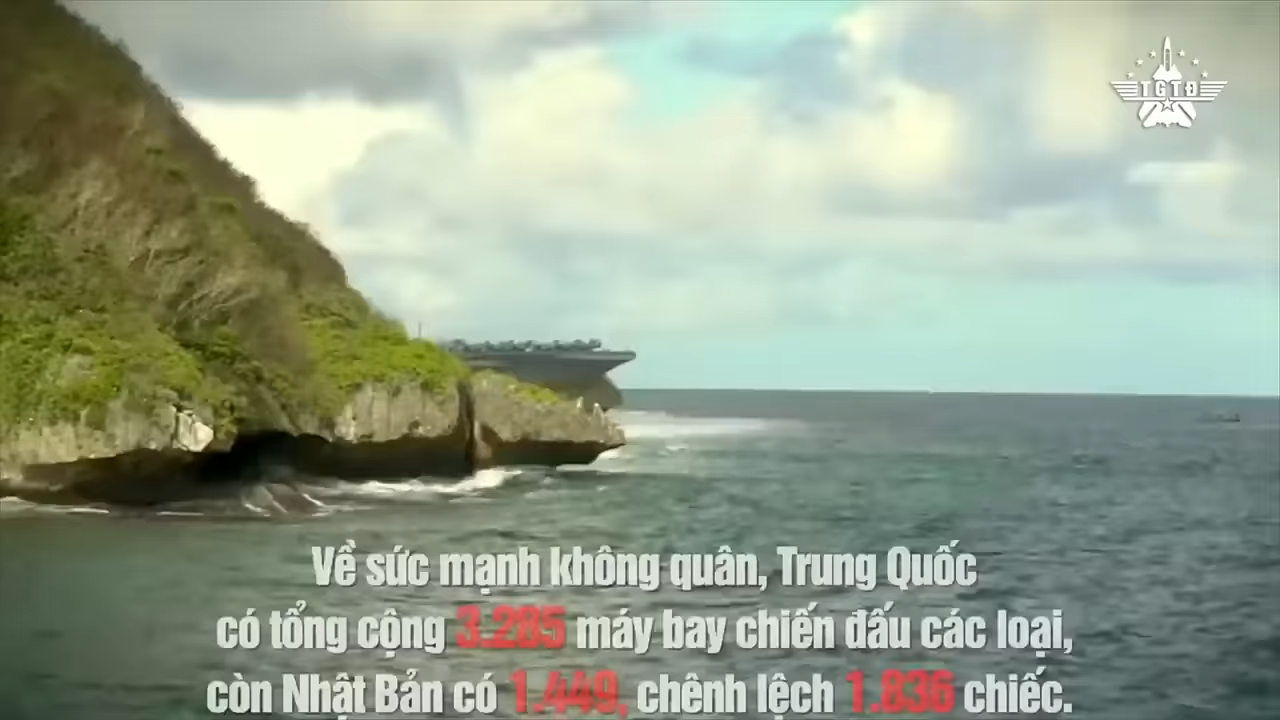 TGTĐ
Về sức mạnh không quân, Trung Quốc
có tổng cộng 3.285 máy bay chiến đấu các loại,
còn Nhật Bản có 1.449, chênh lệch 1.836 chiếc.